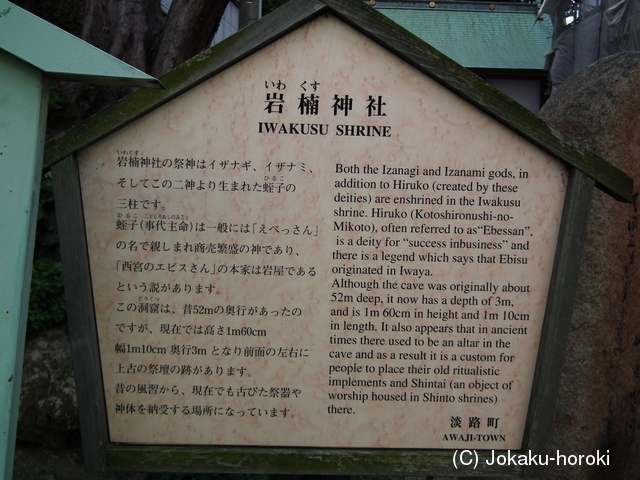 いわ くす
岩楠神社
IWAKUSU SHRINE
いわくす
岩楠神社の祭神はイザナギ、イザナミ、
ひるこ
そしてこの二神より生まれた蛭子の
三柱です。
ひるこ ことしろぬしのみこと
蛭子(事代主命)は一般には「えべっさん」
の名で親しまれ商売繁盛の神であり、
「西宮のエビスさん」の本家は岩屋である
という説があります。
どうくつ
この洞窟は、昔52mの奥行があったの
ですが、現在では高さ1m60cm
幅1m10cm 奥行3m となり前面の左右に
上古の祭壇の跡があります。
昔の風習から、現在でも古びた祭器や
神体を納受する場所になっています。
Both the Izanagi and Izanami gods, in
addition to Hiruko (created by these
deities) are enshrined in the Iwakusu
shrine. Hiruko (Kotoshironushi-no-
Mikoto), often referred to as“Ebessan”,
is a deity for “success inbusiness” and
there is a legend which says that Ebisu
originated in Iwaya.
Although the cave was originally about
52m deep, it now has a depth of 3m,
and is 1m 60cm in height and 1m 10cm
in length. It also appears that in ancient
times there used to be an altar in the
cave and as a result it is a custom for
people to place their old ritualistic
implements and Shintai (an object of
worship housed in Shinto shrines)
there.
淡路町
AWAJI-TOWN
(C) Jokaku-horoki